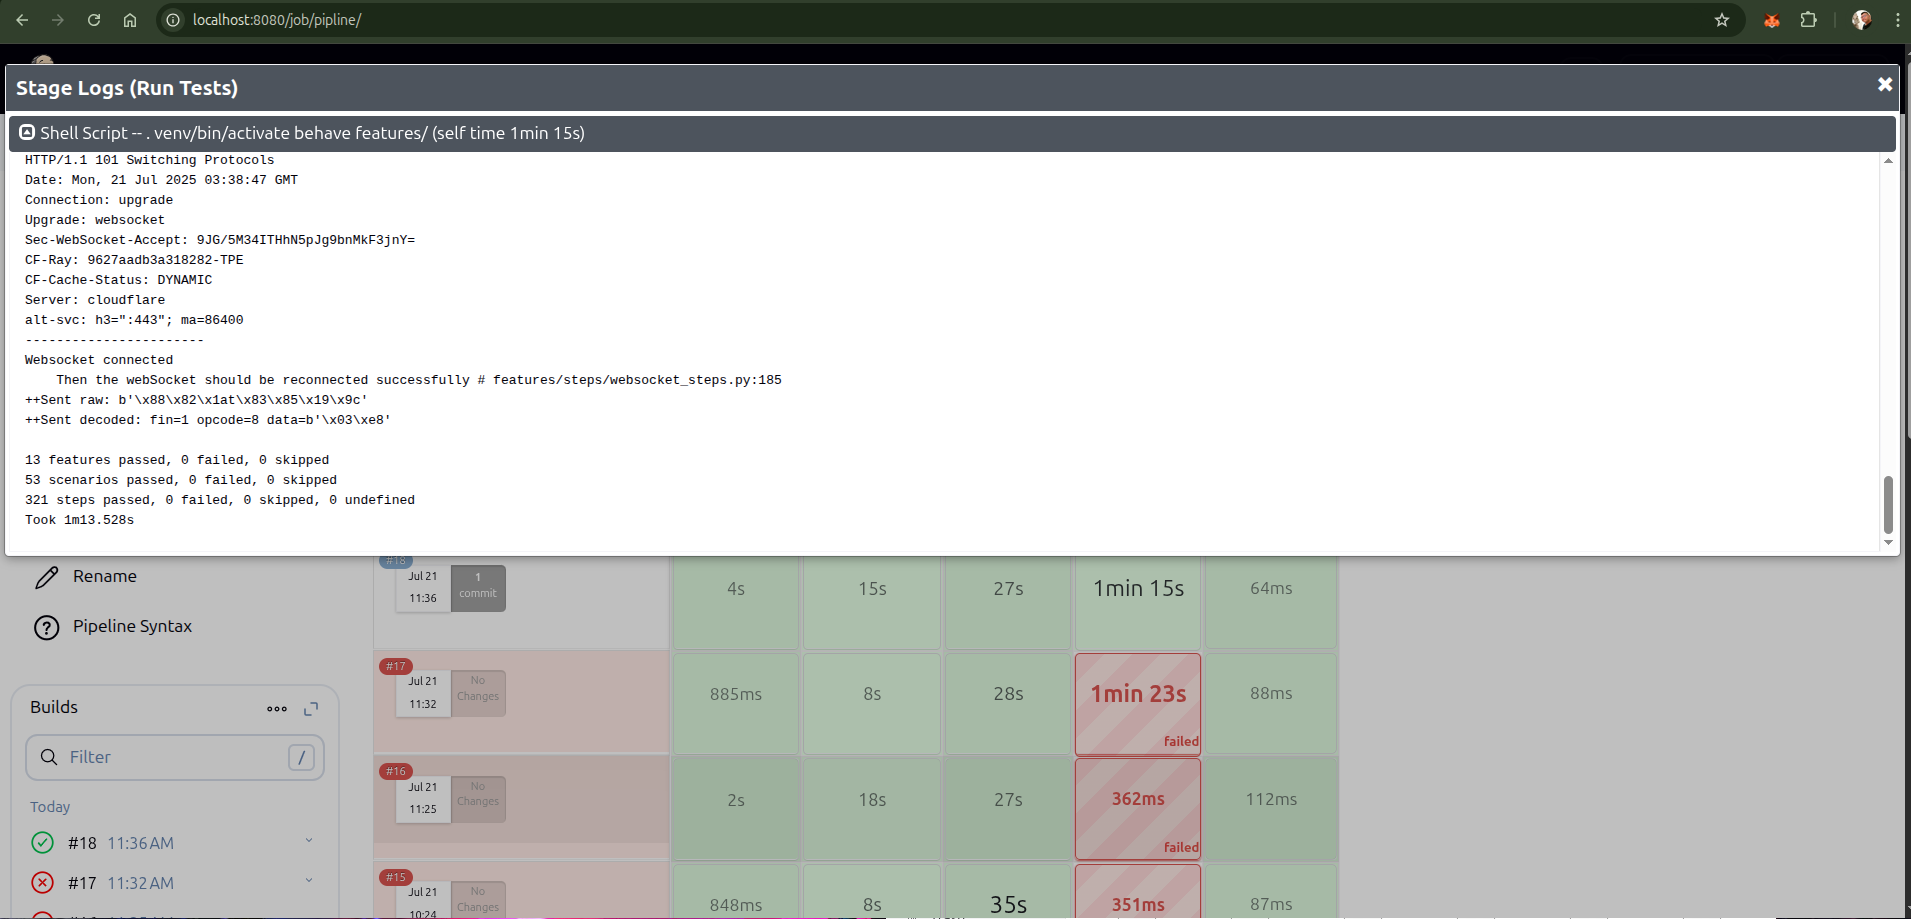 localhost:8080/job/pipline/
Stage Logs (Run Tests)
Shell Script -- . venv/bin/activate behave features/ (self time 1min 15s)
HTTP/1.1 101 Switching Protocols
Date: Mon, 21 Jul 2025 03:38:47 GMT
Connection: upgrade
Upgrade: websocket
Sec-WebSocket-Accept: 9JG/5M34ITHhN5pJg9bnMkF3jnY=
CF-Ray: 9627aadb3a318282-TPE
CF-Cache-Status: DYNAMIC
Server: cloudflare
alt-svc: h3=":443"; ma=86400
-----------------------
Websocket connected
Then the webSocket should be reconnected successfully # features/steps/websocket_steps.py:185
++Sent raw: b'\x88\x82\x1at\x83\x85\x19\x9c'
++Sent decoded: fin=1 opcode=8 data=b'\x03\xe8'
13 features passed, 0 failed, 0 skipped
53 scenarios passed, 0 failed, 0 skipped
321 steps passed, 0 failed, 0 skipped, 0 undefined
Took 1m13.528s
Rename
Pipeline Syntax
Builds
Filter /
Today
#18 11:36 AM
#17 11:32 AM
#18
Jul 21
11:36
1
commit
4s 15s 27s 1min 15s 64ms
#17
Jul 21
11:32
No
Changes
885ms 8s 28s 1min 23s 88ms
failed
#16
Jul 21
11:25
No
Changes
2s 18s 27s 362ms 112ms
failed
#15
Jul 21
10:24
No
Changes
848ms 8s 35s 351ms 87ms